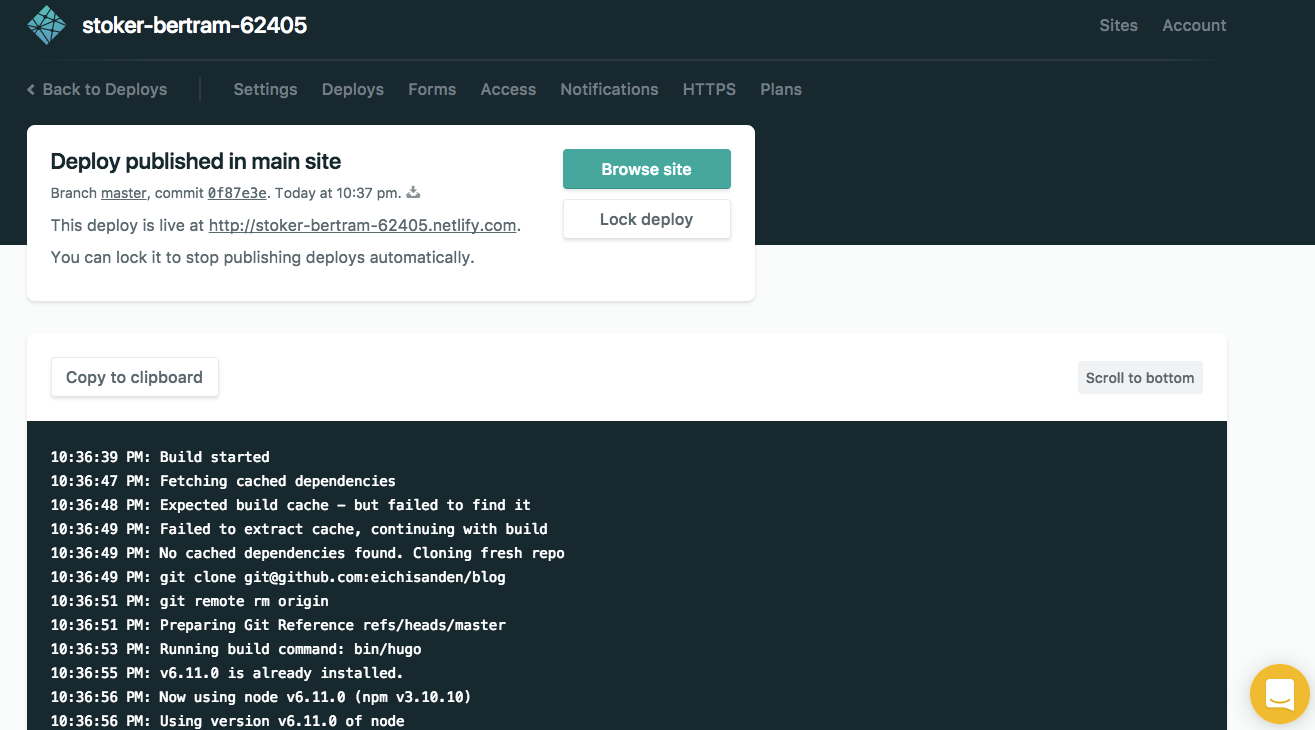 stoker-bertram-62405
Sites Account
Back to Deploys Settings Deploys Forms Access Notifications HTTPS Plans
Deploy published in main site
Branch master, commit 0f87e3e. Today at 10:37 pm.
This deploy is live at http://stoker-bertram-62405.netlify.com.
You can lock it to stop publishing deploys automatically.
Browse site
Lock deploy
Copy to clipboard
Scroll to bottom
10:36:39 PM: Build started
10:36:47 PM: Fetching cached dependencies
10:36:48 PM: Expected build cache – but failed to find it
10:36:49 PM: Failed to extract cache, continuing with build
10:36:49 PM: No cached dependencies found. Cloning fresh repo
10:36:49 PM: git clone git@github.com:eichisanden/blog
10:36:51 PM: git remote rm origin
10:36:51 PM: Preparing Git Reference refs/heads/master
10:36:53 PM: Running build command: bin/hugo
10:36:55 PM: v6.11.0 is already installed.
10:36:56 PM: Now using node v6.11.0 (npm v3.10.10)
10:36:56 PM: Using version v6.11.0 of node